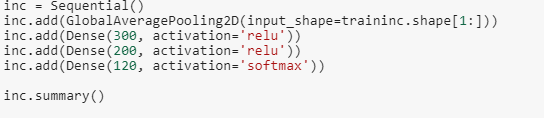 inc = Sequential()
inc.add(GlobalAveragePooling2D(input_shape=traininc.shape[1:]))
inc.add(Dense(300, activation='relu'))
inc.add(Dense(200, activation='relu'))
inc.add(Dense(120, activation='softmax'))
inc.summary()